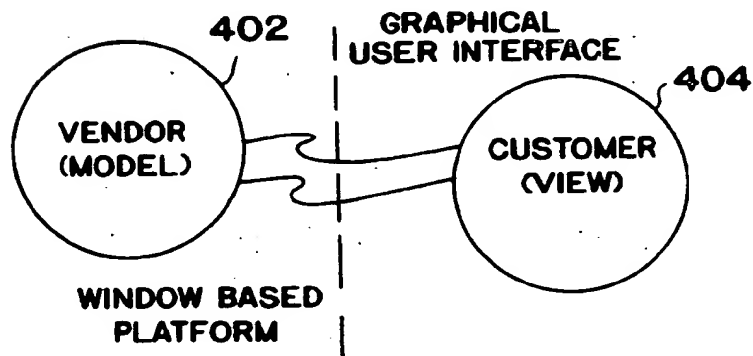 402
GRAPHICAL
USER INTERFACE
404
VENDOR
(MODEL)
CUSTOMER
(VIEW)
WINDOW BASED
PLATFORM